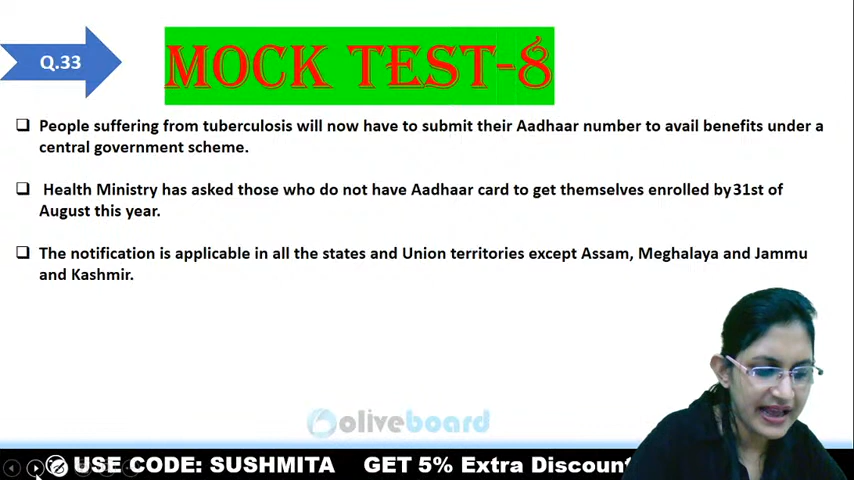 Q.33
MOCK TEST-8
People suffering from tuberculosis will now have to submit their Aadhaar number to avail benefits under a
central government scheme.
Health Ministry has asked those who do not have Aadhaar card to get themselves enrolled by 31st of
August this year.
The notification is applicable in all the states and Union territories except Assam, Meghalaya and Jammu
and Kashmir.
oliveboard
USE CODE: SUSHMITA GET 5% Extra Discount